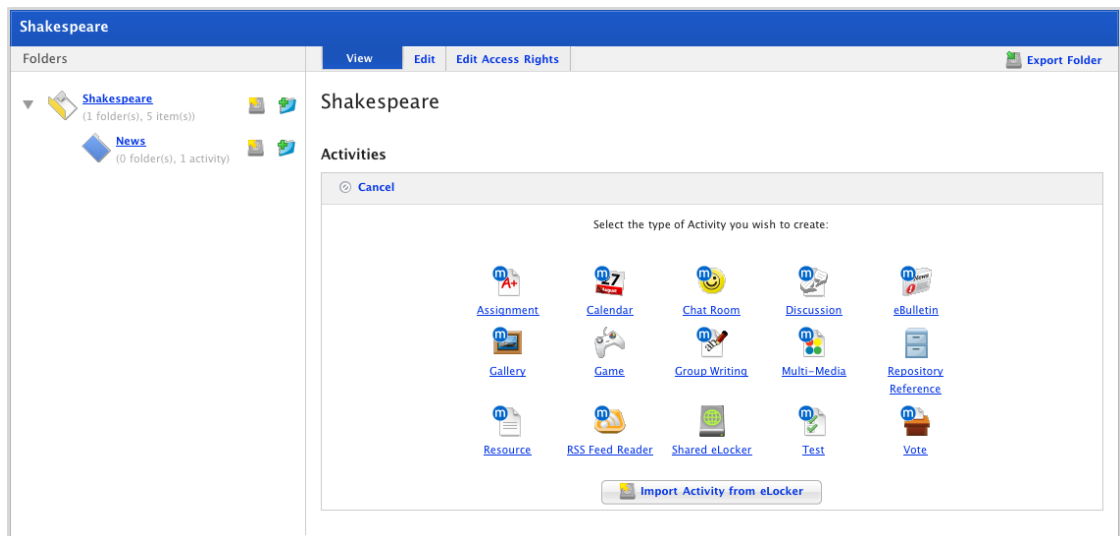 Shakespeare
Folders
View
Edit
Edit Access Rights
Export Folder
Shakespeare
(1 folder(s), 5 item(s))
News
(0 folder(s), 1 activity)
Shakespeare
Activities
Cancel
Select the type of Activity you wish to create:
Assignment
Calendar
Chat Room
Discussion
eBulletin
Gallery
Game
Group Writing
Multi-Media
Repository
Reference
Resource
RSS Feed Reader
Shared eLocker
Test
Vote
Import Activity from eLocker